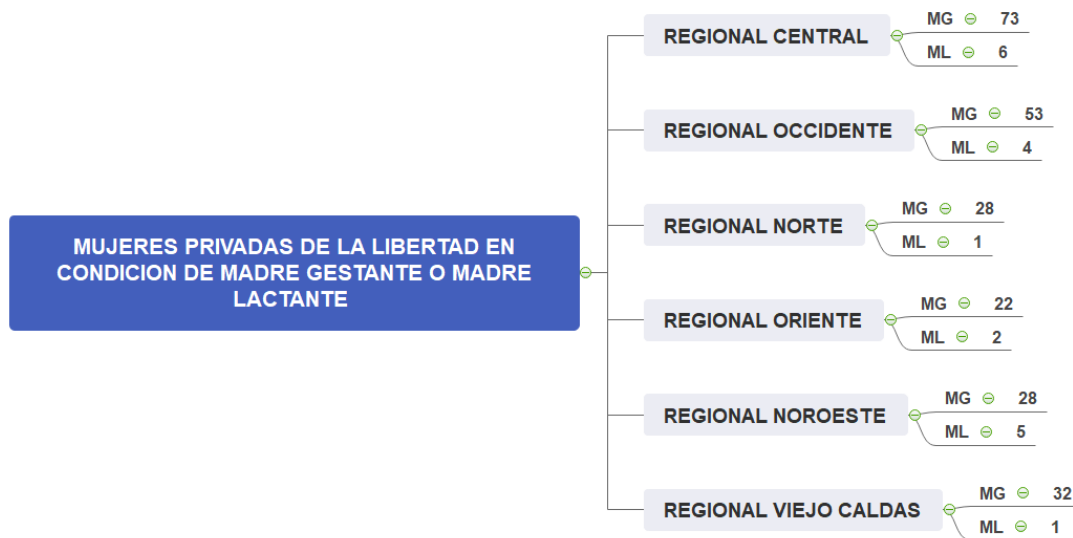 MUJERES PRIVADAS DE LA LIBERTAD EN
CONDICION DE MADRE GESTANTE O MADRE
LACTANTE
REGIONAL CENTRAL
MG 73
ML 6
REGIONAL OCCIDENTE
MG 53
ML 4
REGIONAL NORTE
MG 28
ML 1
REGIONAL ORIENTE
MG 22
ML 2
REGIONAL NOROESTE
MG 28
ML 5
REGIONAL VIEJO CALDAS
MG 32
ML 1